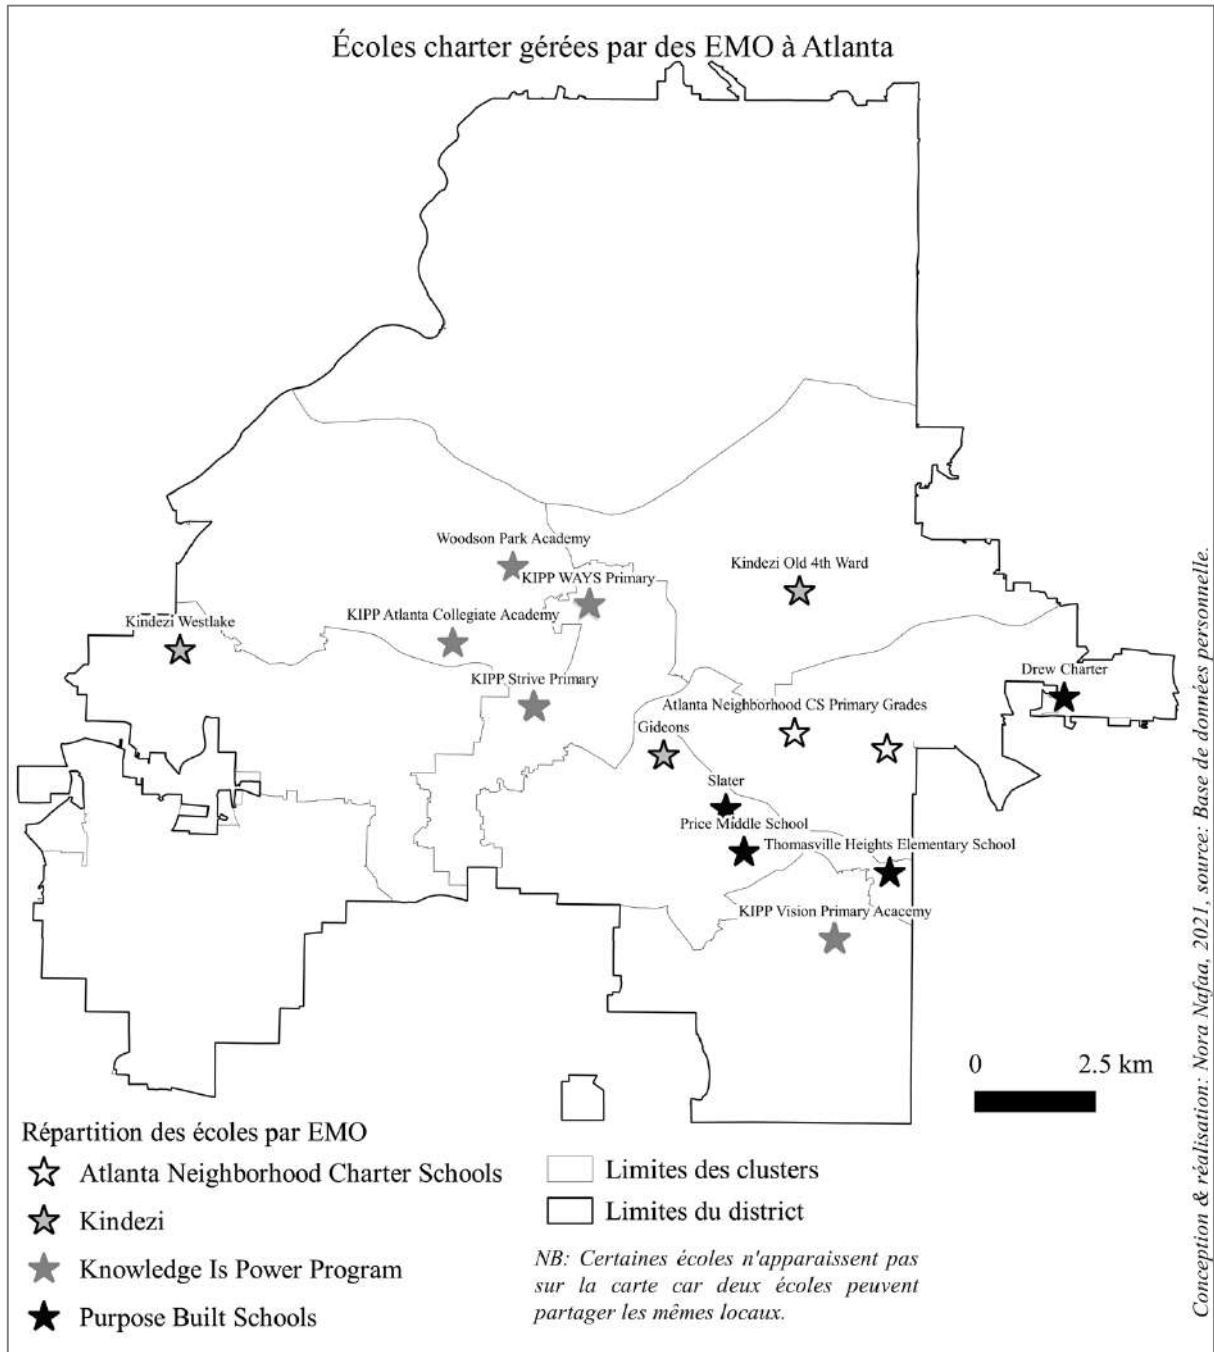 Écoles charter gérées par des EMO à Atlanta
Woodson Park Academy
KIPP WAYS Primary
Kindezi Old 4th Ward
KIPP Atlanta Collegiate Academy
Kindezi Westlake
KIPP Strive Primary
Drew Charter
Atlanta Neighborhood CS Primary Grades
Gideons
Slater
Price Middle School
Thomasville Heights Elementary School
KIPP Vision Primary Acacemy
0 2.5 km
Répartition des écoles par EMO
Atlanta Neighborhood Charter Schools
Kindezi
Knowledge Is Power Program
Purpose Built Schools
Limites des clusters
Limites du district
NB: Certaines écoles n'apparaissent pas
sur la carte car deux écoles peuvent
partager les mêmes locaux.
Conception & réalisation: Nora Nafaa, 2021, source: Base de données personnelle.